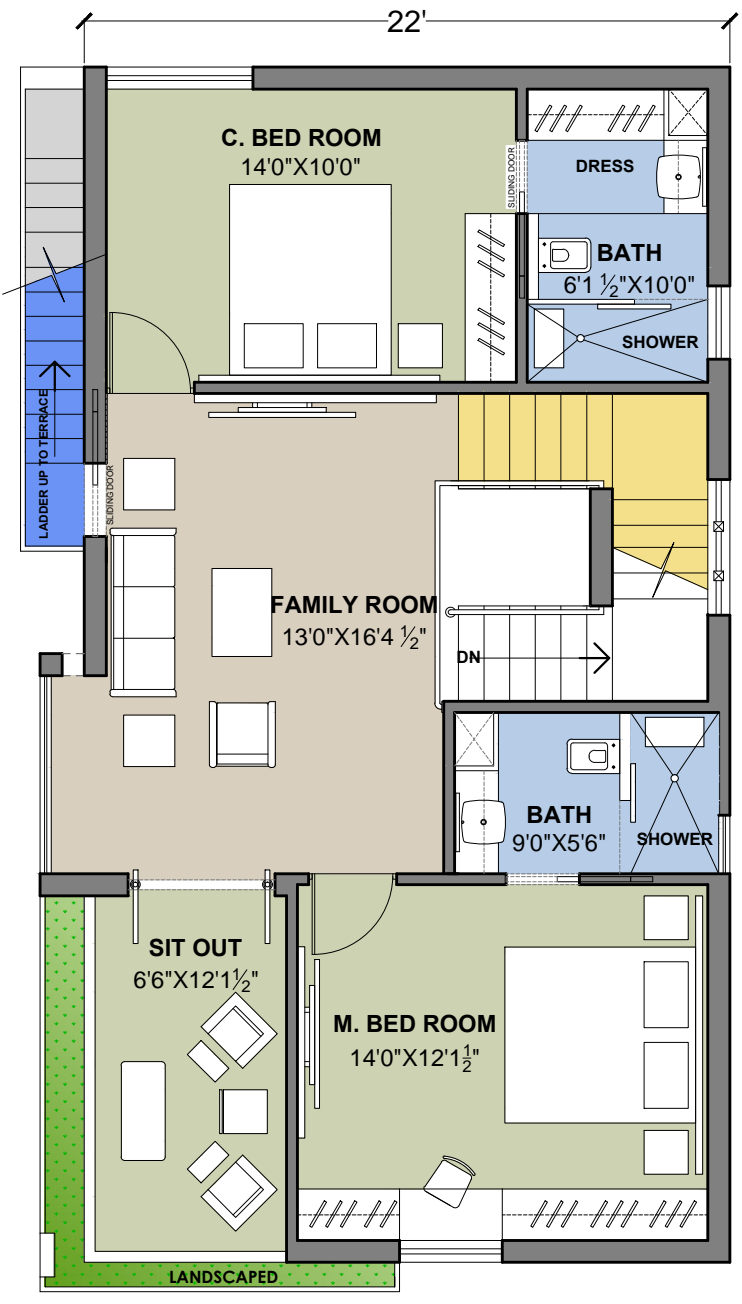 22'
C. BED ROOM
14'0"X10'0"
SLIDING DOOR
DRESS
BATH
6'1 ½"X10'0"
SHOWER
LADDER UP TO TERRACE
SLIDING DOOR
FAMILY ROOM
13'0"X16'4 ½"
DN
BATH
9'0"X5'6"
SHOWER
SIT OUT
6'6"X12'1½"
M. BED ROOM
14'0"X12'1½"
LANDSCAPED